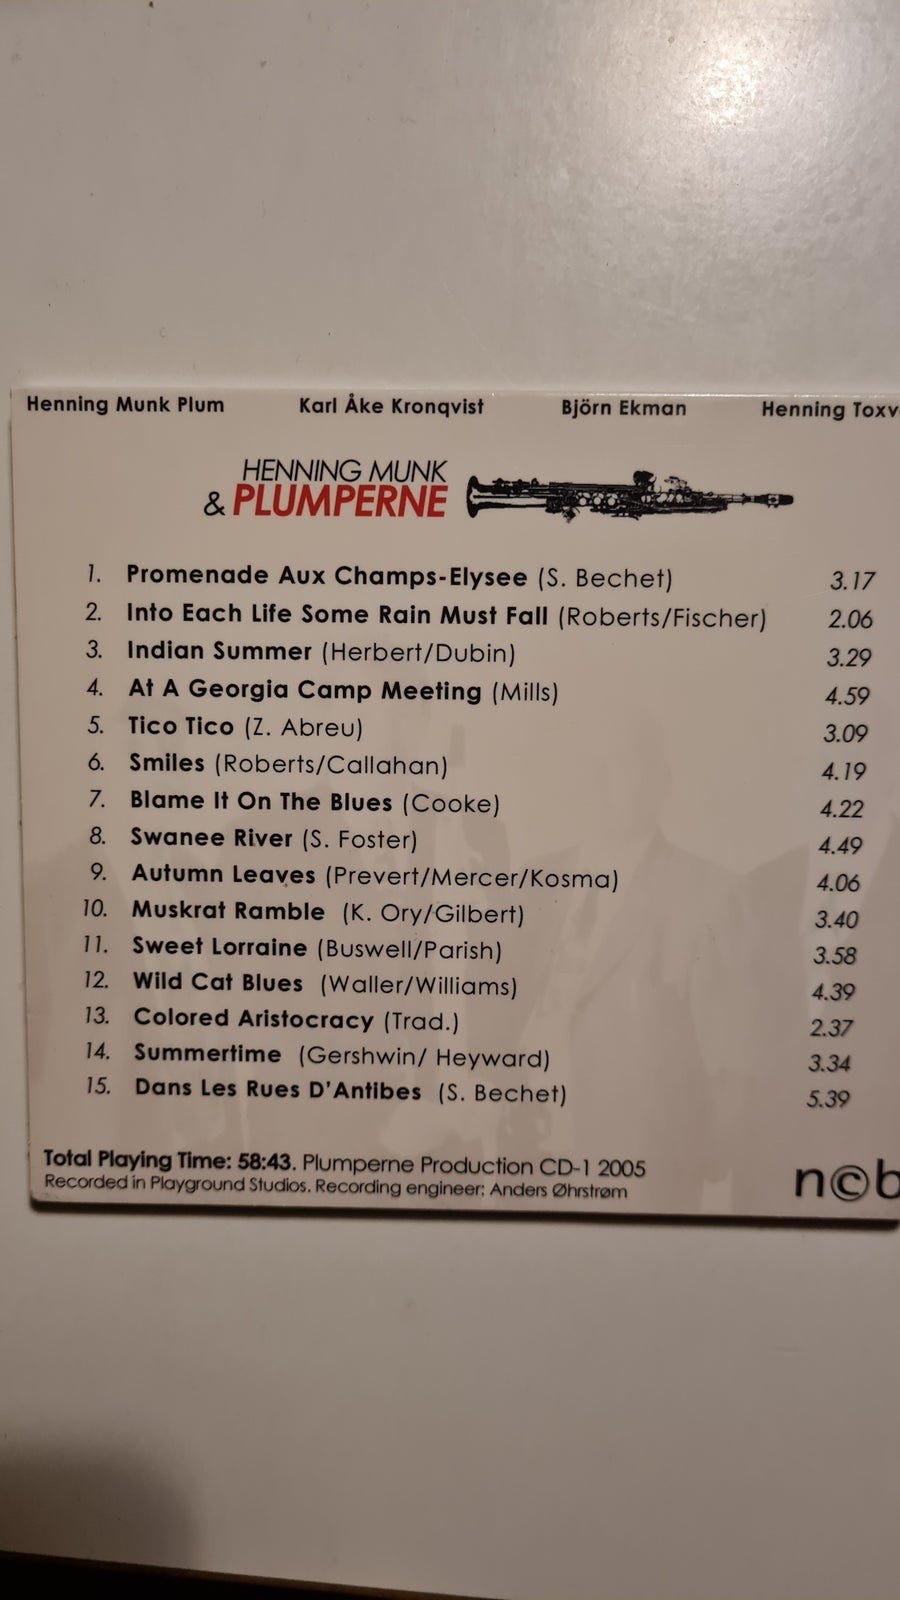 Henning Munk Plum Karl Åke Kronqvist Björn Ekman Henning Toxv
HENNING MUNK
& PLUMPERNE
1. Promenade Aux Champs-Elysee (S. Bechet) 3.17
2. Into Each Life Some Rain Must Fall (Roberts/Fischer) 2.06
3. Indian Summer (Herbert/Dubin) 3.29
4. At A Georgia Camp Meeting (Mills) 4.59
5. Tico Tico (Z. Abreu) 3.09
6. Smiles (Roberts/Callahan) 4.19
7. Blame It On The Blues (Cooke) 4.22
8. Swanee River (S. Foster) 4.49
9. Autumn Leaves (Prevert/Mercer/Kosma) 4.06
10. Muskrat Ramble (K. Ory/Gilbert) 3.40
11. Sweet Lorraine (Buswell/Parish) 3.58
12. Wild Cat Blues (Waller/Williams) 4.39
13. Colored Aristocracy (Trad.) 2.37
14. Summertime (Gershwin/ Heyward) 3.34
15. Dans Les Rues D'Antibes (S. Bechet) 5.39
Total Playing Time: 58:43. Plumperne Production CD-1 2005
Recorded in Playground Studios. Recording engineer: Anders Øhrstrøm
n©b